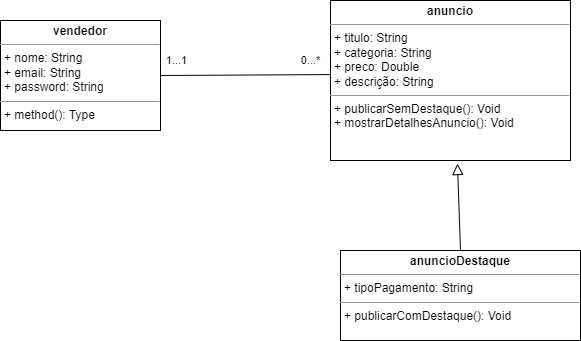 vendedor
+ nome: String
+ email: String
+ password: String
+ method(): Type
1...1
0...*
anuncio
+ titulo: String
+ categoria: String
+ preco: Double
+ descrição: String
+ publicarSemDestaque(): Void
+ mostrarDetalhesAnuncio(): Void
anuncioDestaque
+ tipoPagamento: String
+ publicarComDestaque(): Void